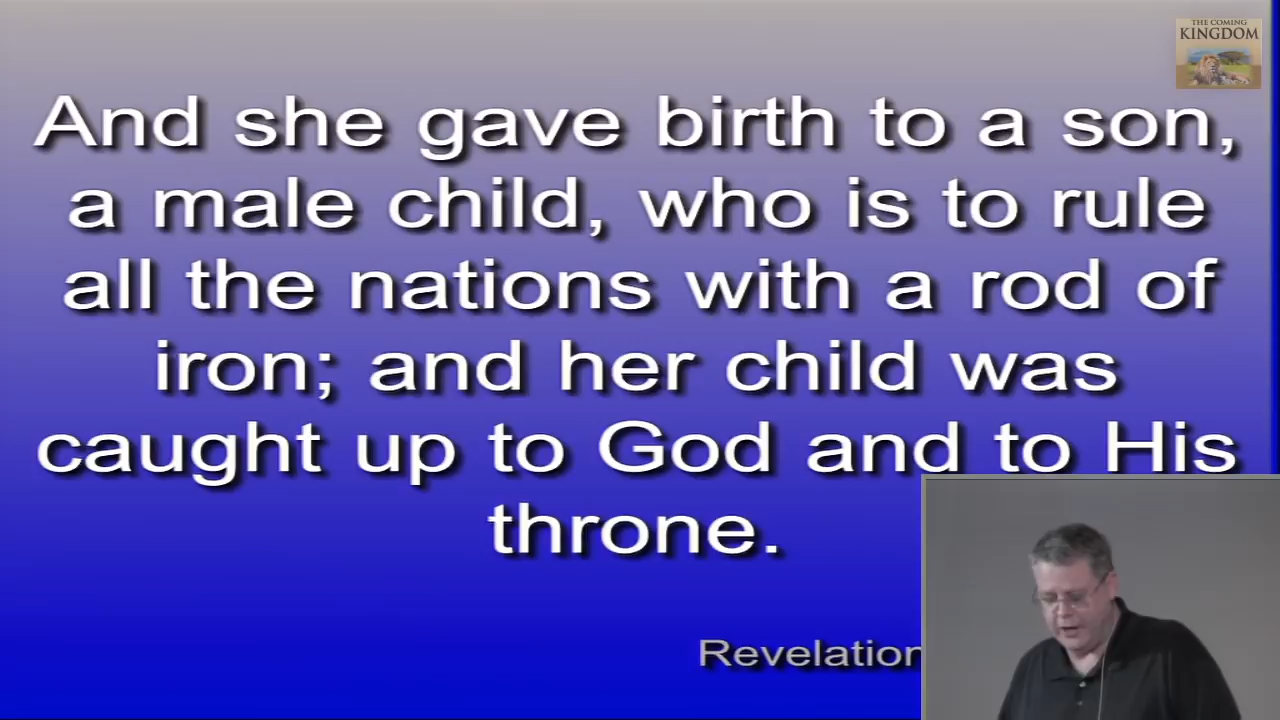 THE COMING
KINGDOM
And she gave birth to a son,
a male child, who is to rule
all the nations with a rod of
iron; and her child was
caught up to God and to His
throne.
Revelation